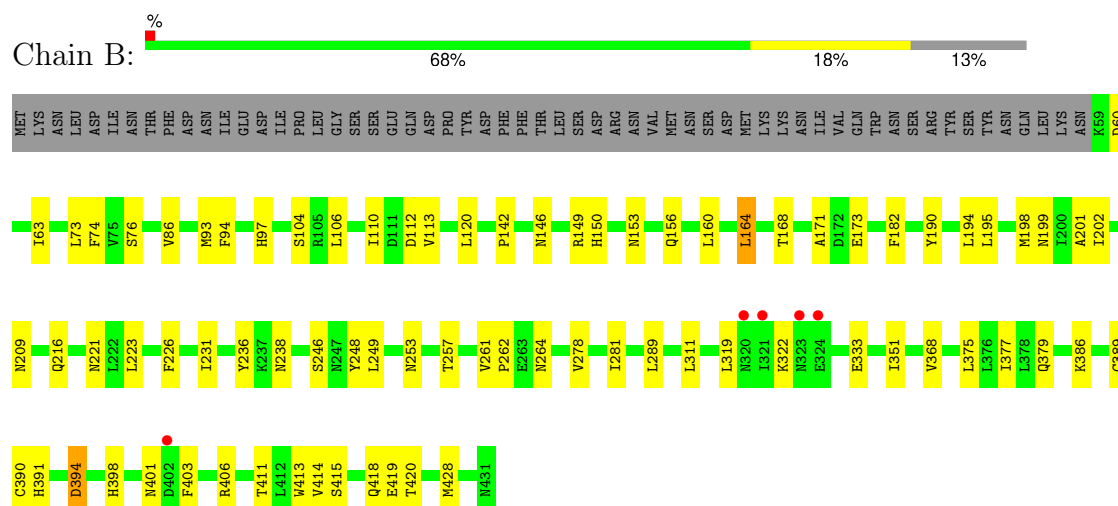 %
Chain B:
68% 18% 13%
MET LYS ASN LEU ASP ILE ASN THR PHE ASP ASN ILE GLU ASP ILE PRO LEU GLY SER SER GLU GLN ASP PRO TYR ASP PHE PHE THR LEU SER ASP ARG ASN VAL MET ASN SER ASP MET LYS LYS ASN ILE VAL GLN TRP ASN SER ARG TYR SER TYR ASN GLN LEU LYS ASN K59 D60
I63 L73 F74 V75 S76 V86 M93 F94 H97 S104 R105 L106 I110 D111 D112 V113 L120 P142 N146 R149 H150 N153 Q156 L160 L164 T168 A171 D172 E173 F182 Y190 L194 L195 M198 N199 I200 A201 I202
N209 Q216 N221 L222 L223 F226 I231 Y236 K237 N238 S246 N247 Y248 L249 N253 T257 V261 P262 E263 N264 V278 I281 L289 L311 L319 N320 I321 K322 N323 E324 E333 I351 V368 L375 L376 I377 L378 Q379 K386 C389
C390 H391 D394 H398 N401 D402 F403 R406 T411 L412 W413 V414 S415 Q418 E419 T420 M428 N431